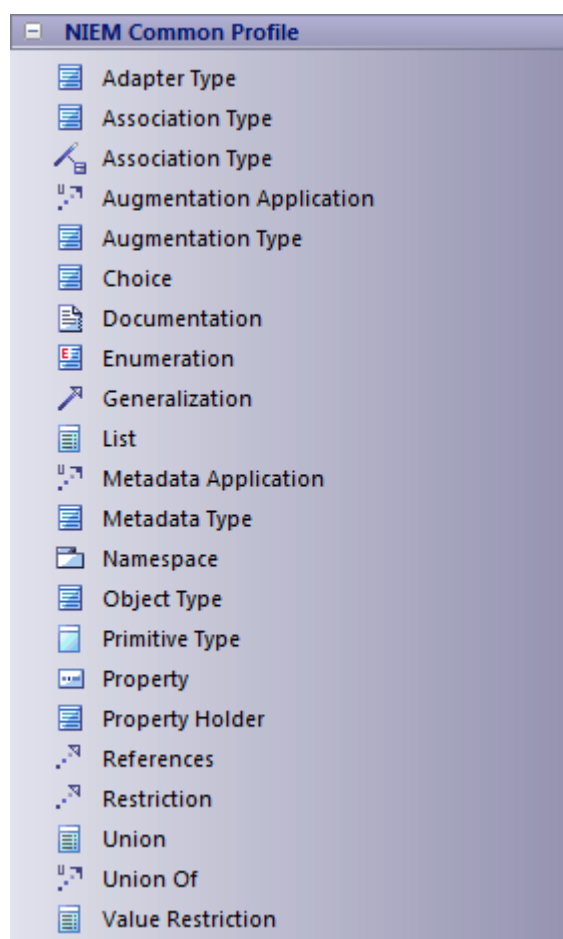 NIEM Common Profile
Adapter Type
Association Type
Association Type
Augmentation Application
Augmentation Type
Choice
Documentation
Enumeration
Generalization
List
Metadata Application
Metadata Type
Namespace
Object Type
Primitive Type
Property
Property Holder
References
Restriction
Union
Union Of
Value Restriction